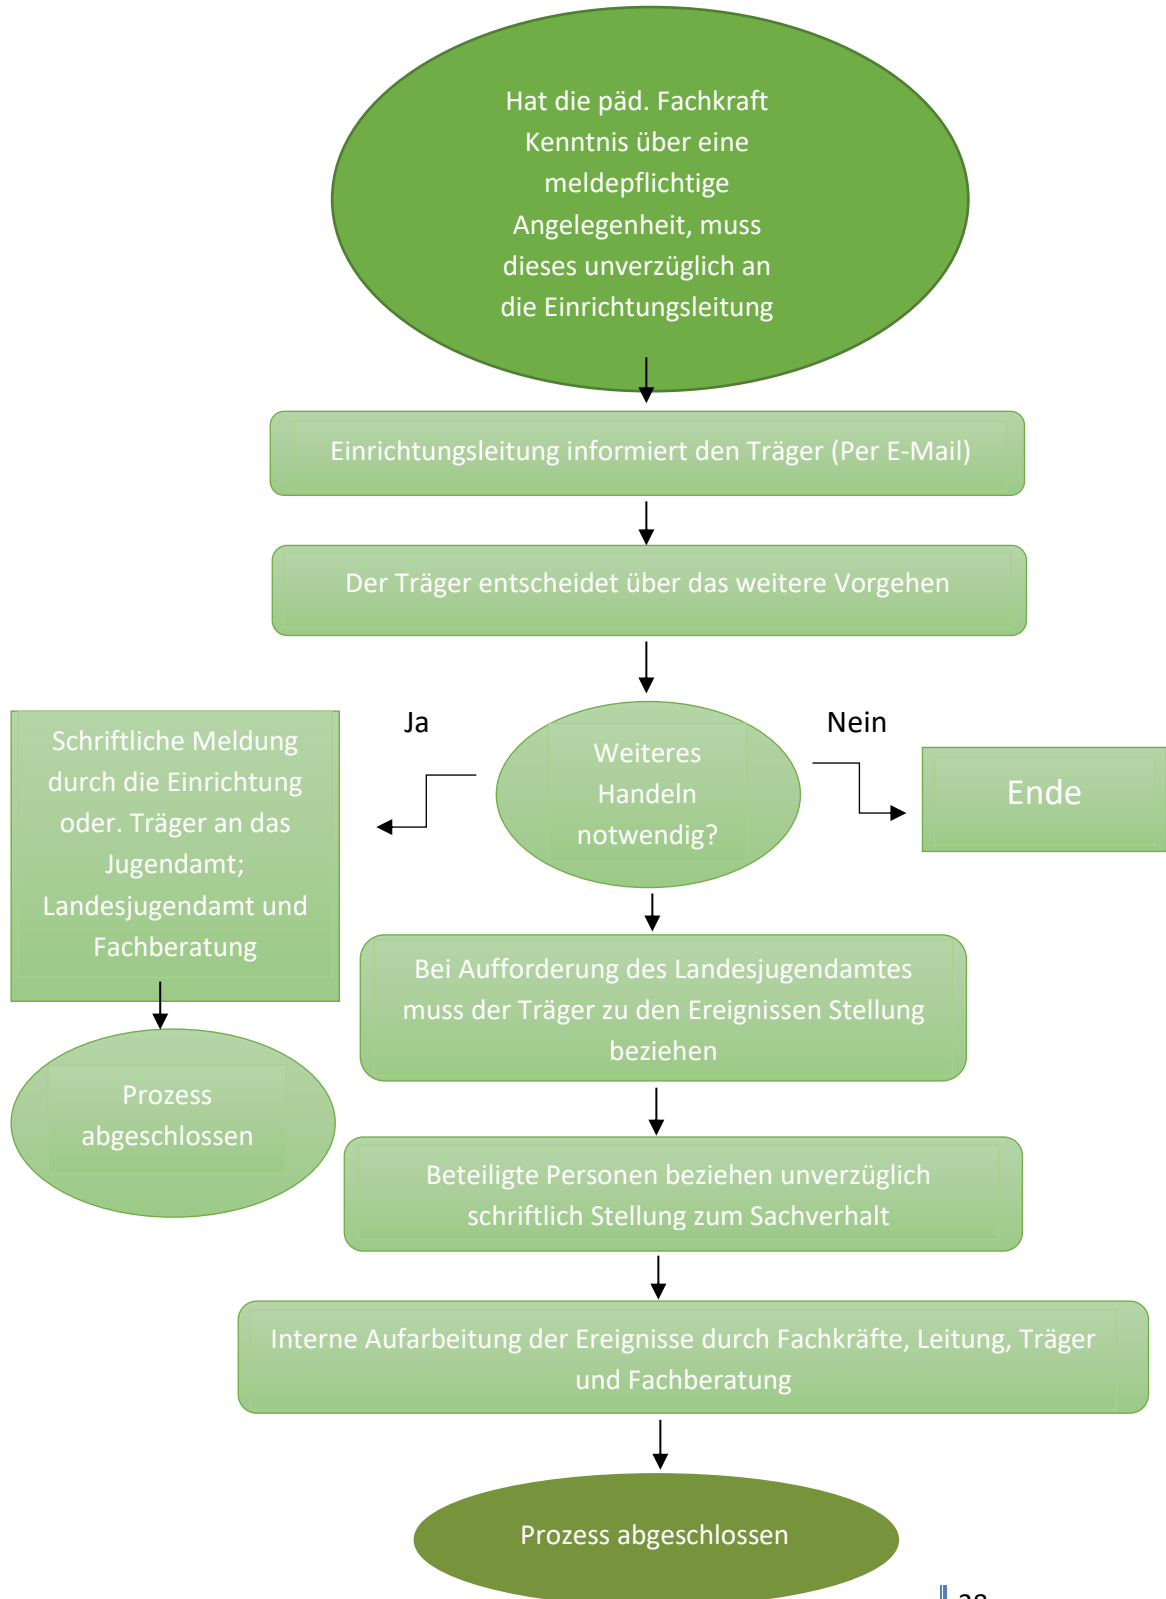 Hat die päd. Fachkraft
Kenntnis über eine
meldepflichtige
Angelegenheit, muss
dieses unverzüglich an
die Einrichtungsleitung
Einrichtungsleitung informiert den Träger (Per E-Mail)
Der Träger entscheidet über das weitere Vorgehen
Ja
Nein
Schriftliche Meldung
durch die Einrichtung
oder. Träger an das
Jugendamt;
Landesjugendamt und
Fachberatung
Weiteres
Handeln
notwendig?
Ende
Bei Aufforderung des Landesjugendamtes
muss der Träger zu den Ereignissen Stellung
beziehen
Prozess
abgeschlossen
Beteiligte Personen beziehen unverzüglich
schriftlich Stellung zum Sachverhalt
Interne Aufarbeitung der Ereignisse durch Fachkräfte, Leitung, Träger
und Fachberatung
Prozess abgeschlossen